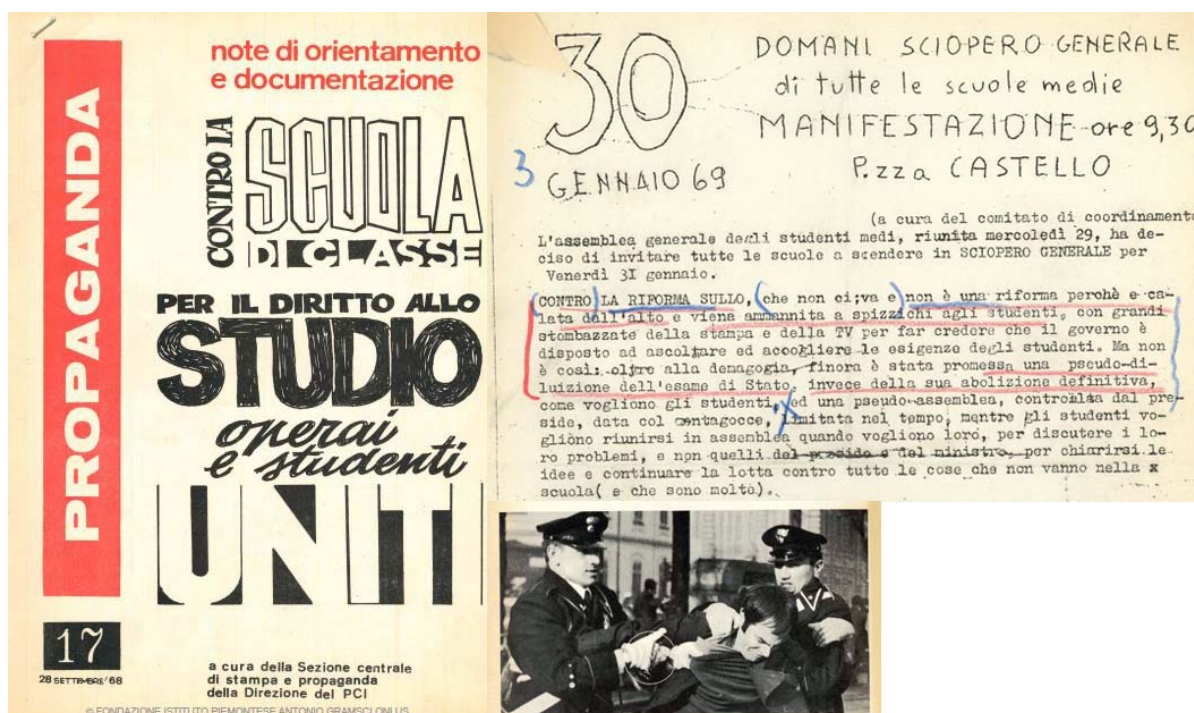 PROPAGANDA
note di orientamento
e documentazione
CONTRO LA
SCUOLA
DI CLASSE
PER IL DIRITTO ALLO
STUDIO
operai
e studenti
UNITI
17
28 SETTEMBRE '68
a cura della Sezione centrale
di stampa e propaganda
della Direzione del PCI
© FONDAZIONE ISTITUTO PIEMONTESE ANTONIO GRAMSCI ONLUS
30
3
GENNAIO 69
DOMANI SCIOPERO GENERALE
di tutte le scuole medie
MANIFESTAZIONE ore 9,30
P.zza CASTELLO
(a cura del comitato di coordinamento
L'assemblea generale degli studenti medi, riunita mercoledì 29, ha de-
ciso di invitare tutte le scuole a scendere in SCIOPERO GENERALE per
Venerdì 3I gennaio.
CONTRO LA RIFORMA SULLO, (che non ci;va e) non è una riforma perchè e ca-
lata dall'alto e viena ammannita a spizzichi agli studenti, con grandi
stombazzate della stampa e della TV per far credere che il governo è
disposto ad ascoltare ed accogliere le esigenze degli studenti. Ma non
è così: oltre alla demagogia, finora è stata promessa una pseudo-di-
luizione dell'esame di Stato, invece della sua abolizione definitiva,
come vogliono gli studenti, ed una pseudo-assemblea, controllata dal pre-
side, data col contagocce, limitata nel tempo, mentre gli studenti vo-
gliono riunirsi in assemblea quando vogliono loro, per discutere i lo-
ro problemi, e npn quelli del preside e del ministro, per chiarirsi le
idee e continuare la lotta contro tutte le cose che non vanno nella x
scuola( e che sono molto).